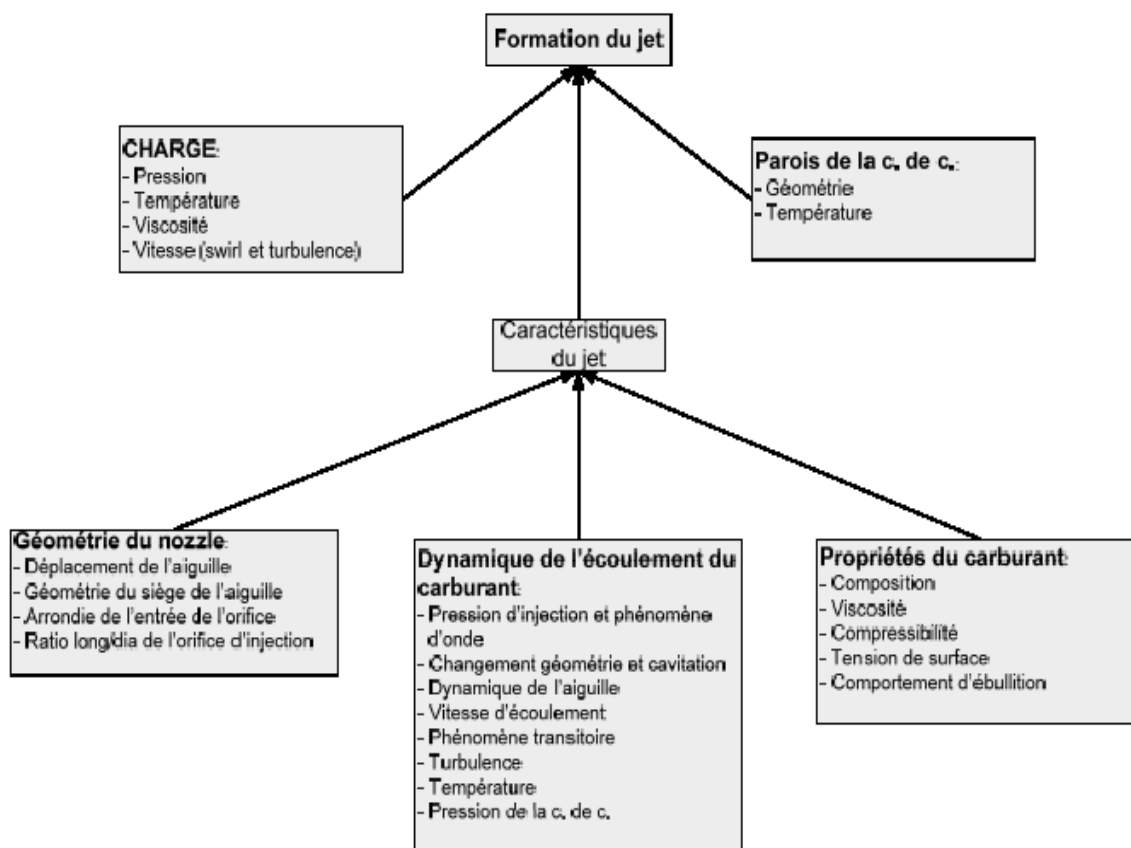 Formation du jet
CHARGE:
- Pression
- Température
- Viscosité
- Vitesse (swirl et turbulence)
Parois de la c. de c.:
- Géométrie
- Température
Caractéristiques
du jet
Géométrie du nozzle:
- Déplacement de l'aiguille
- Géométrie du siège de l'aiguille
- Arrondie de l'entrée de l'orifice
- Ratio long/dia de l'orifice d'injection
Dynamique de l'écoulement du
carburant:
- Pression d'injection et phénomène
d'onde
- Changement géométrie et cavitation
- Dynamique de l'aiguille
- Vitesse d'écoulement
- Phénomène transitoire
- Turbulence
- Température
- Pression de la c. de c.
Propriétés du carburant:
- Composition
- Viscosité
- Compressibilité
- Tension de surface
- Comportement d'ébullition